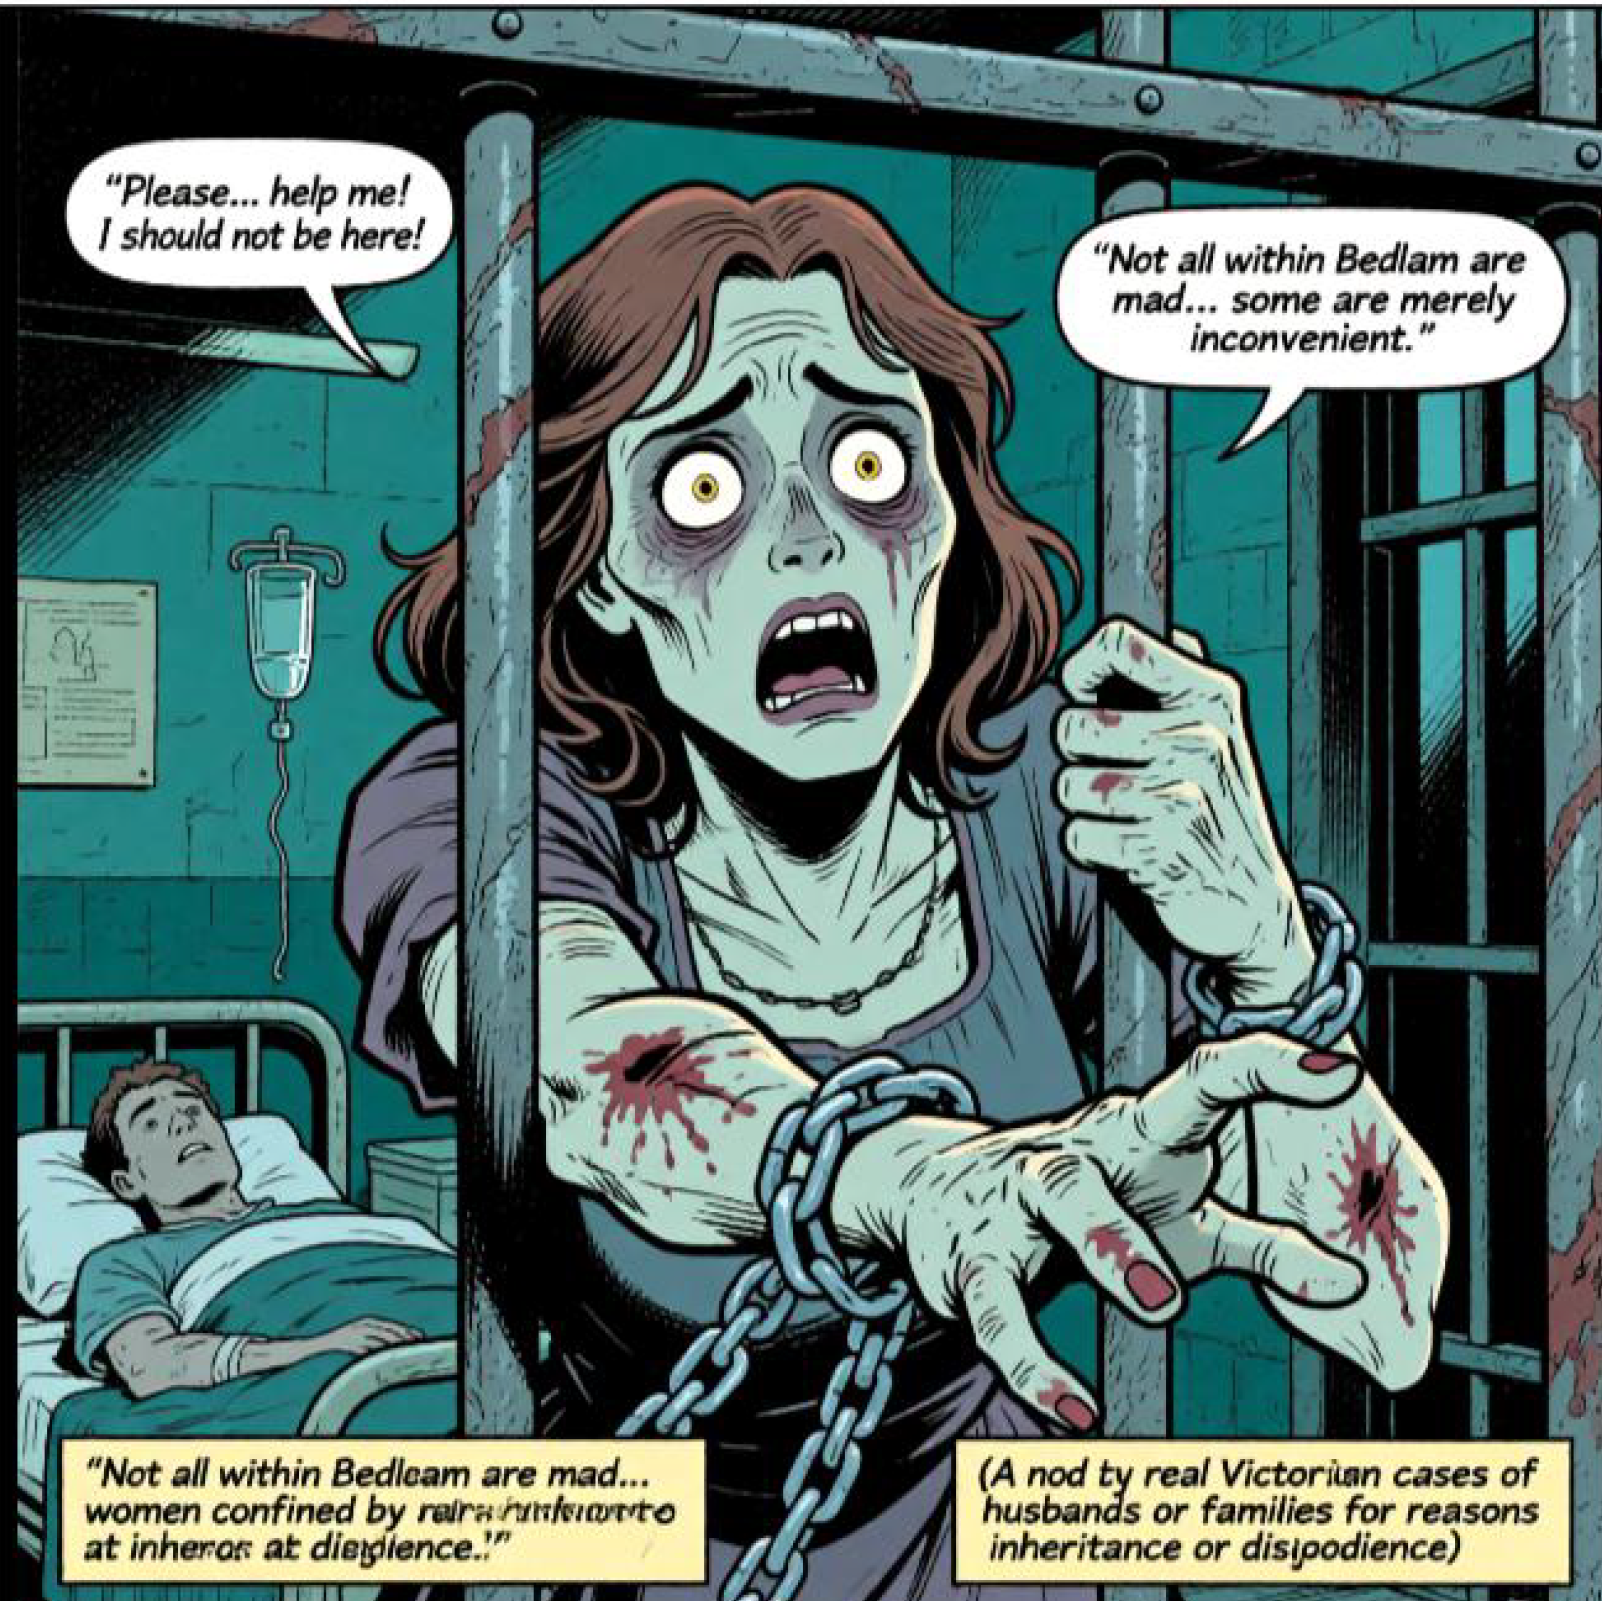 “Please... help me!
I should not be here!
“Not all within Bedlam are
mad... some are merely
inconvenient.”
“Not all within Bedleam are mad...
women confined by
at at
(A nod ty real Victorian cases of
husbands or families for reasons
inheritance or disipodience)